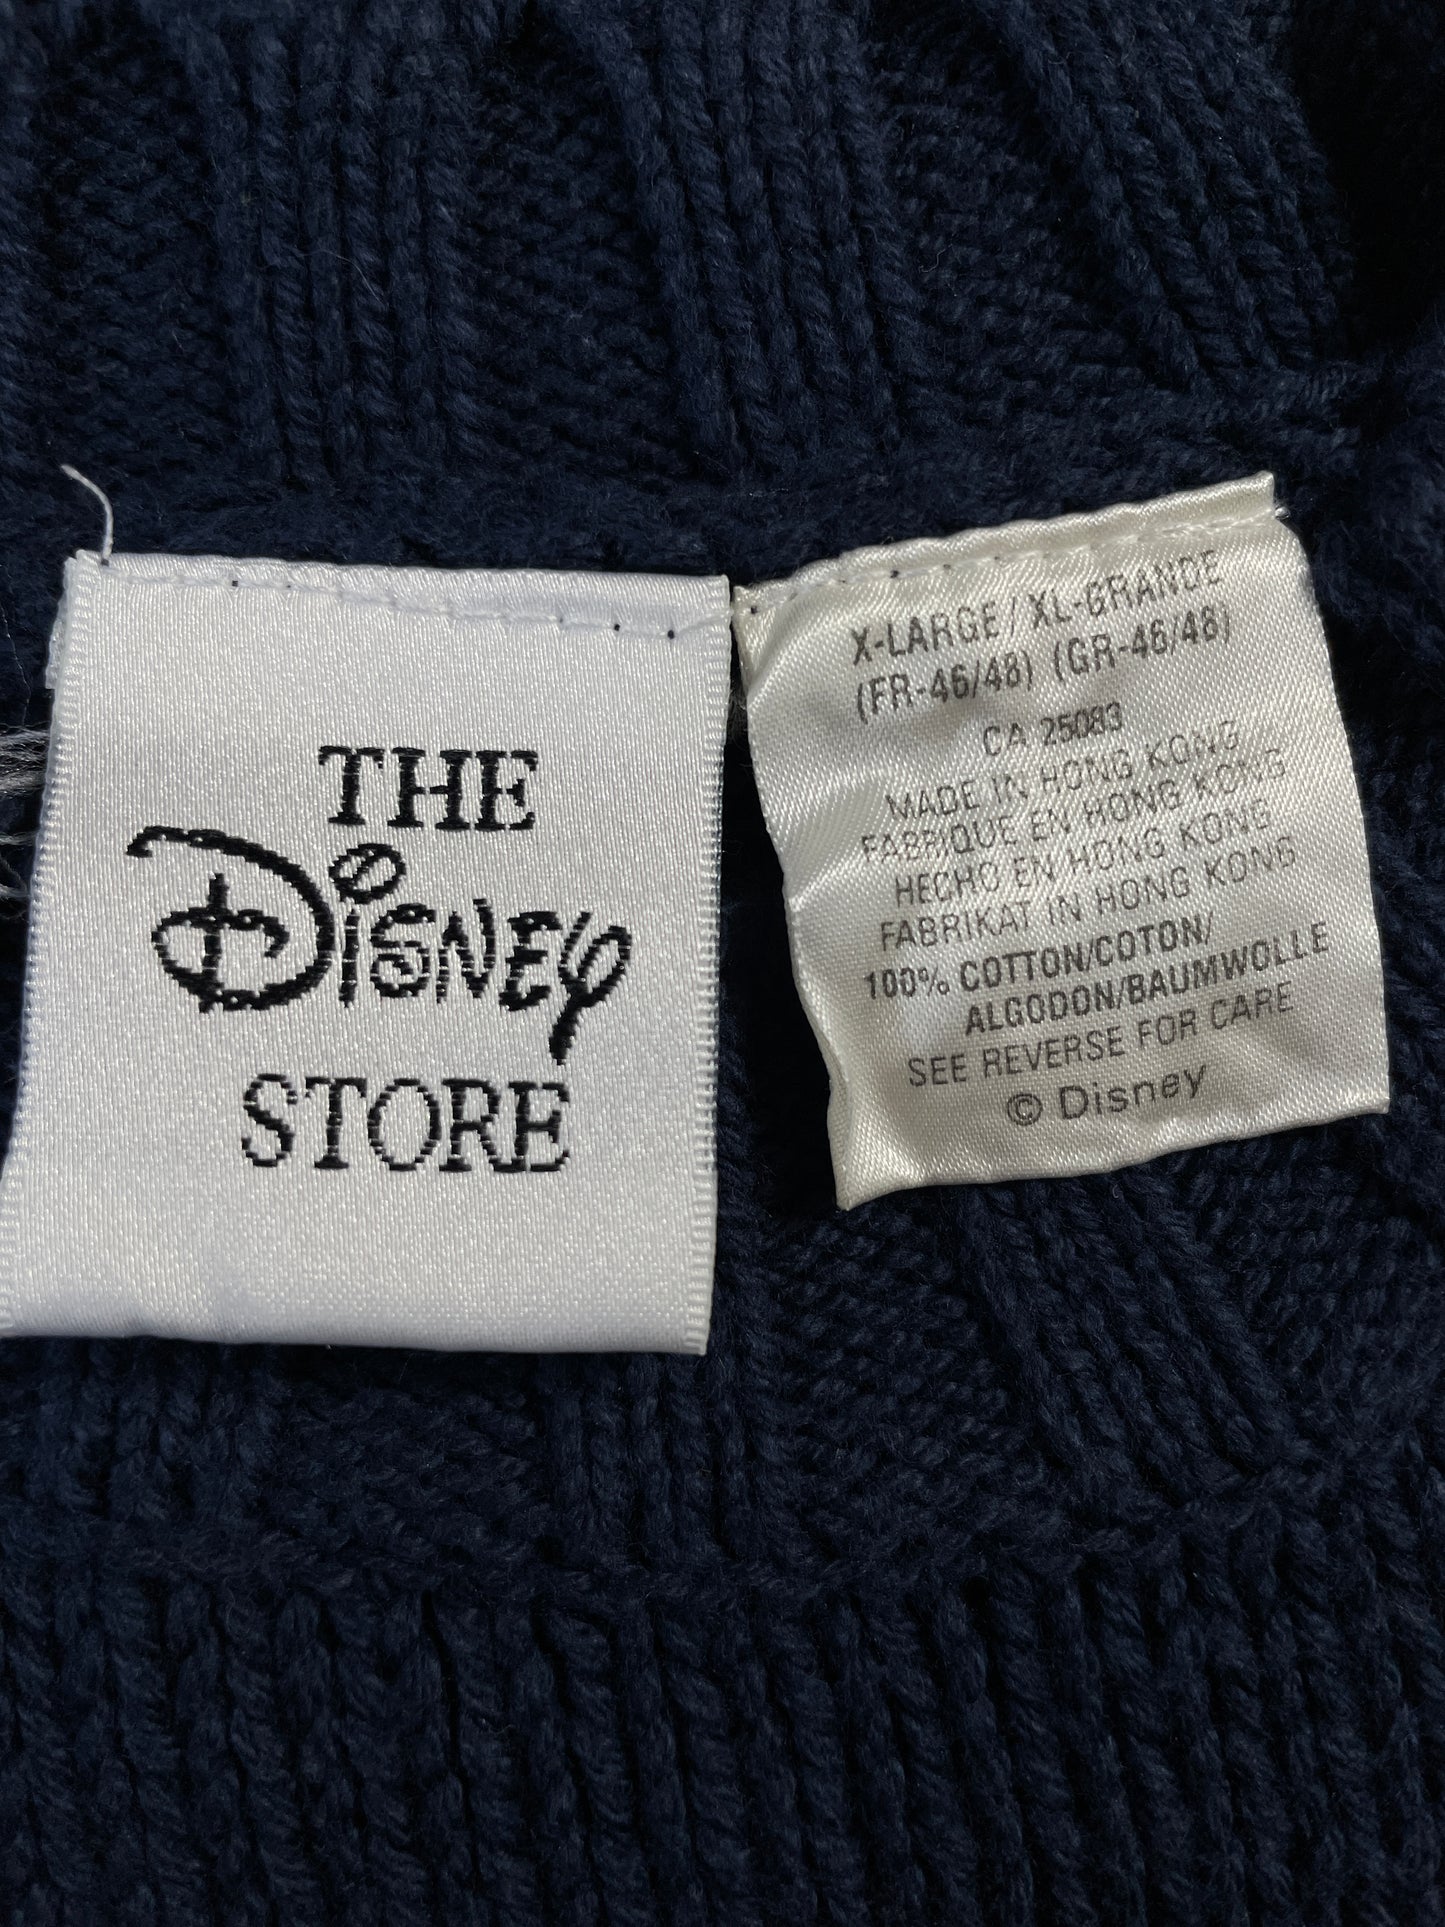 THE
Disney
STORE
X-LARGE / XL-GRANDE
(FR-46/48) (GR-46/48)
CA 25083
MADE IN HONG KONG
FABRIQUE EN HONG KONG
HECHO EN HONG KONG
FABRIKAT IN HONG KONG
100% COTTON/COTON/
ALGODON/BAUMWOLLE
SEE REVERSE FOR CARE
© Disney